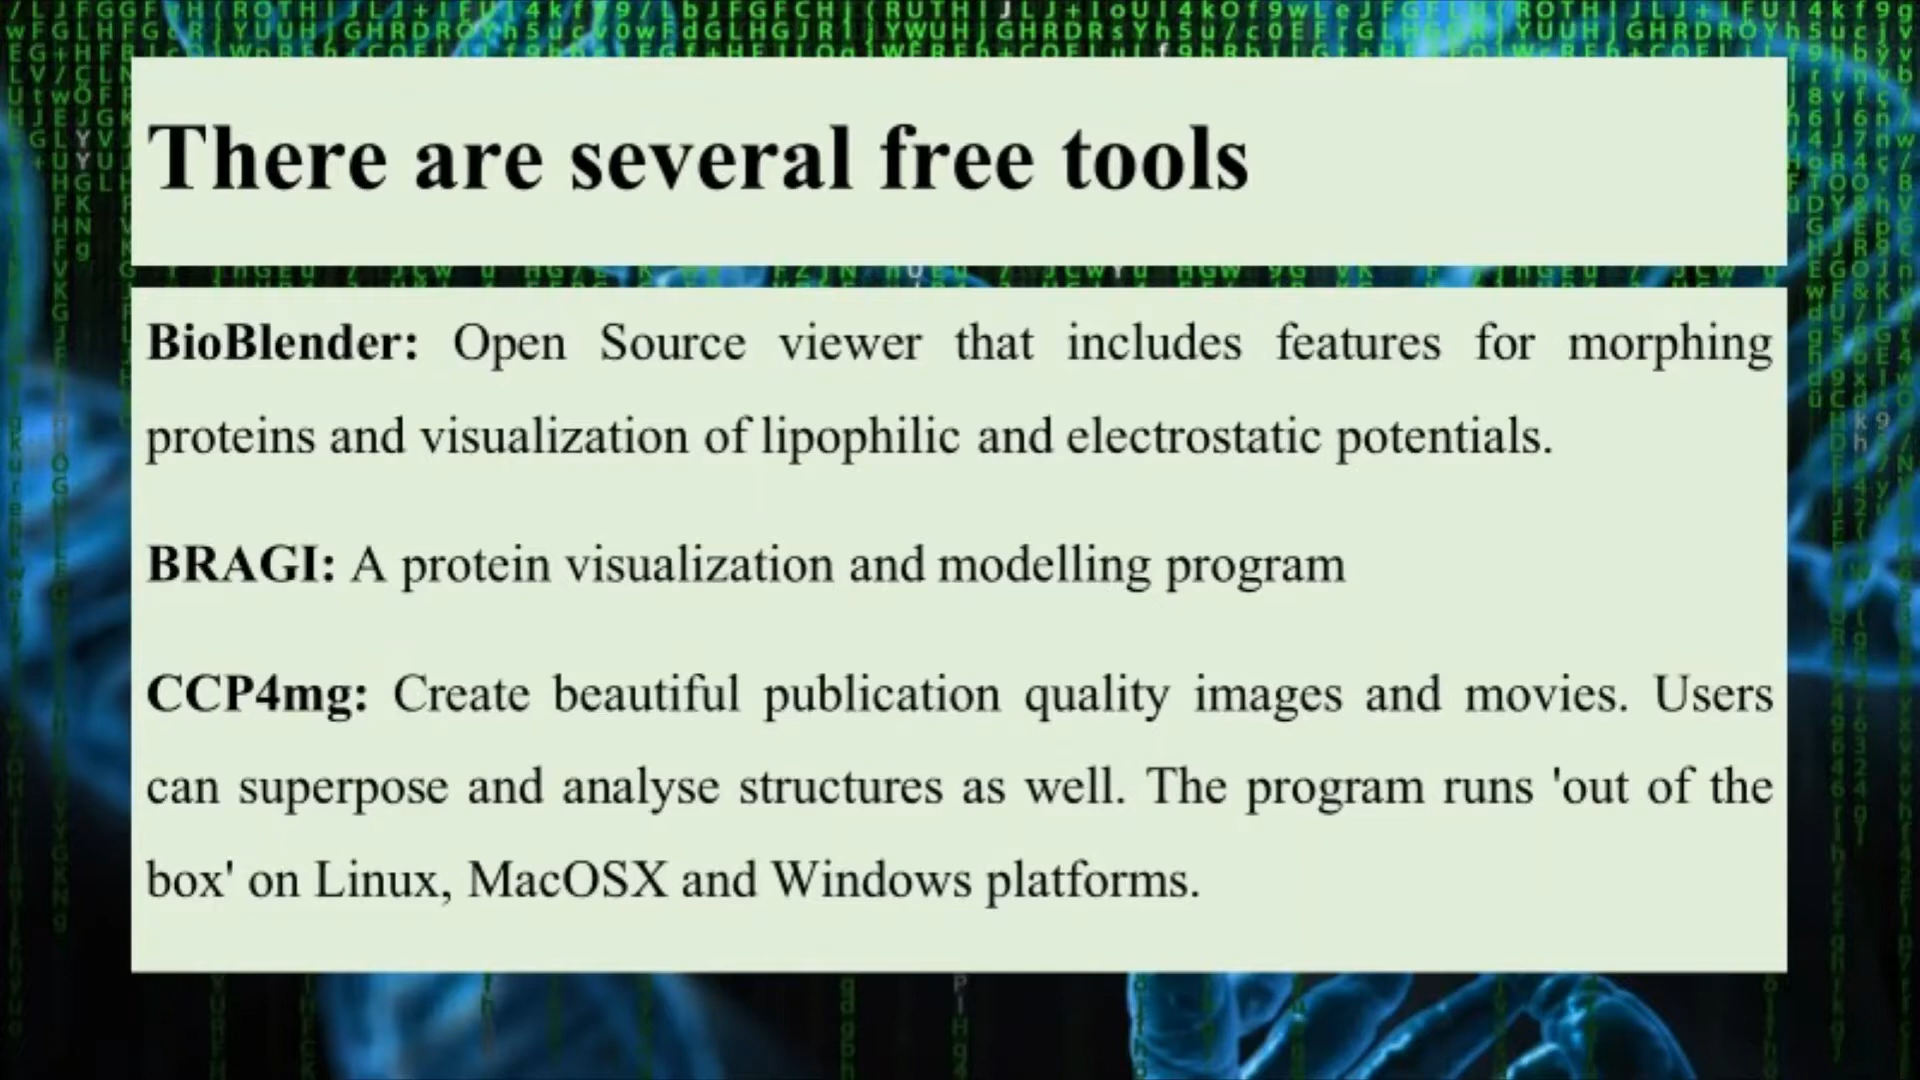 There are several free tools
BioBlender: Open Source viewer that includes features for morphing
proteins and visualization of lipophilic and electrostatic potentials.
BRAGI: A protein visualization and modelling program
CCP4mg: Create beautiful publication quality images and movies. Users
can superpose and analyse structures as well. The program runs 'out of the
box' on Linux, MacOSX and Windows platforms.